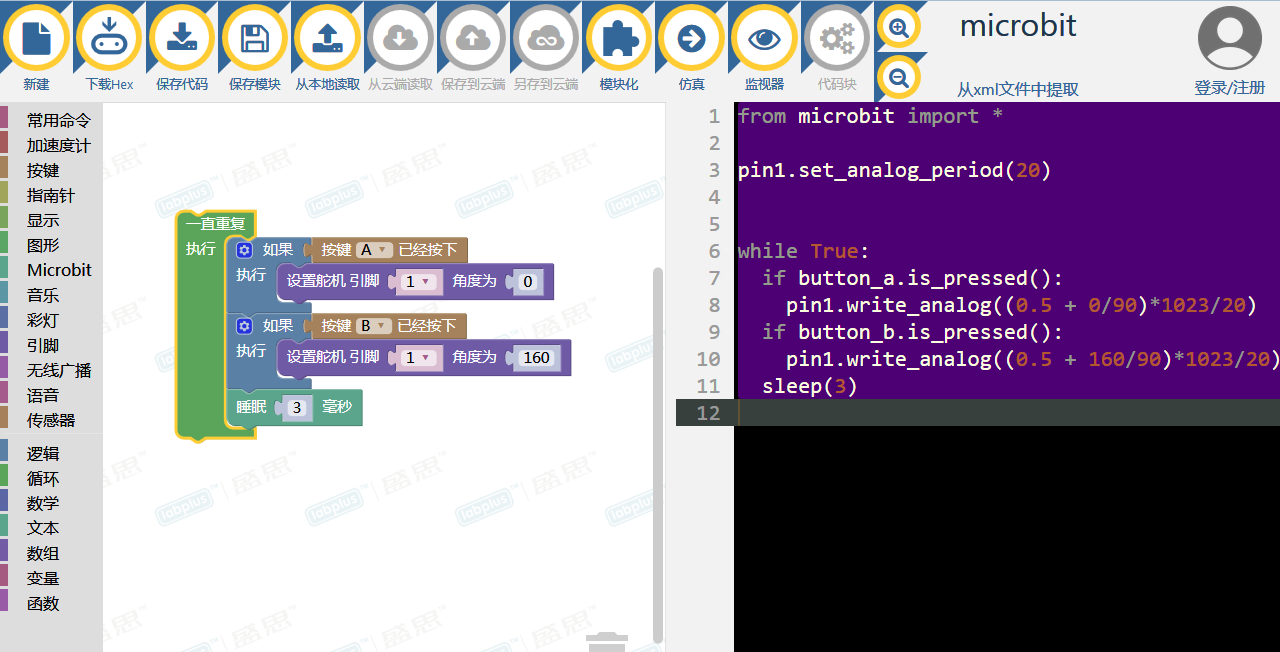 新建 下载Hex 保存代码 保存模块 从本地读取 从云端读取 保存到云端 另存到云端 模块化 仿真 监视器 代码块
microbit
从xml文件中提取
登录/注册
常用命令
加速度计
按键
指南针
显示
图形
Microbit
音乐
彩灯
引脚
无线广播
语音
传感器
逻辑
循环
数学
文本
数组
变量
函数
一直重复
执行 如果 按键 A 已经按下
执行 设置舵机 引脚 1 角度为 0
如果 按键 B 已经按下
执行 设置舵机 引脚 1 角度为 160
睡眠 3 毫秒
labplus™ 盛思™
1 from microbit import *
2
3 pin1.set_analog_period(20)
4
5
6 while True:
7 if button_a.is_pressed():
8 pin1.write_analog((0.5 + 0/90)*1023/20)
9 if button_b.is_pressed():
10 pin1.write_analog((0.5 + 160/90)*1023/20)
11 sleep(3)
12